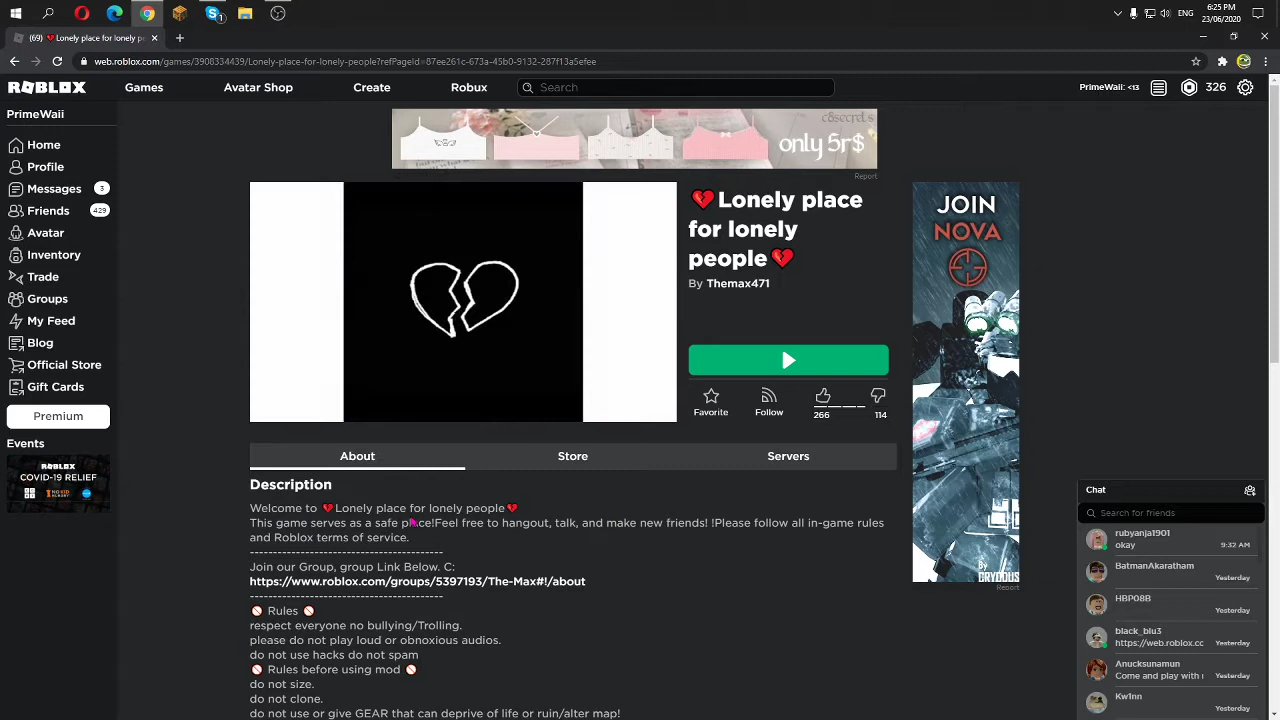 6:25 PM
ENG
23/06/2020
(69) 💔Lonely place for lonely pe
web.roblox.com/games/3908334439/Lonely-place-for-lonely-people?refPageId=87ee261c-673a-45b0-9132-287f13a5efee
ROBLOX
Games
Avatar Shop
Create
Robux
Search
PrimeWaii: <13
326
PrimeWaii
Home
Profile
Messages
3
Friends
429
Avatar
Inventory
Trade
Groups
My Feed
Blog
Official Store
Gift Cards
Premium
Events
ROBLOX
COVID-19 RELIEF
c&secret's
only 5r$
Report
💔Lonely place
for lonely
people💔
By Themax471
Favorite
Follow
266
114
JOIN
NOVA
By
CRYDUS
Report
About
Store
Servers
Description
Welcome to 💔Lonely place for lonely people💔
This game serves as a safe place!Feel free to hangout, talk, and make new friends! !Please follow all in-game rules
and Roblox terms of service.
-------------------------------------------
Join our Group, group Link Below. C:
https://www.roblox.com/groups/5397193/The-Max#!/about
-------------------------------------------
🚫 Rules 🚫
respect everyone no bullying/Trolling.
please do not play loud or obnoxious audios.
do not use hacks do not spam
🚫 Rules before using mod 🚫
do not size.
do not clone.
do not use or give GEAR that can deprive of life or ruin/alter map!
Chat
Search for friends
rubyanja1901
okay
9:32 AM
BatmanAkaratham
Yesterday
HBP08B
Yesterday
black_blu3
https://web.roblox.cc
Yesterday
Anucksunamun
Come and play with r
Yesterday
Kw1nn
Yesterday